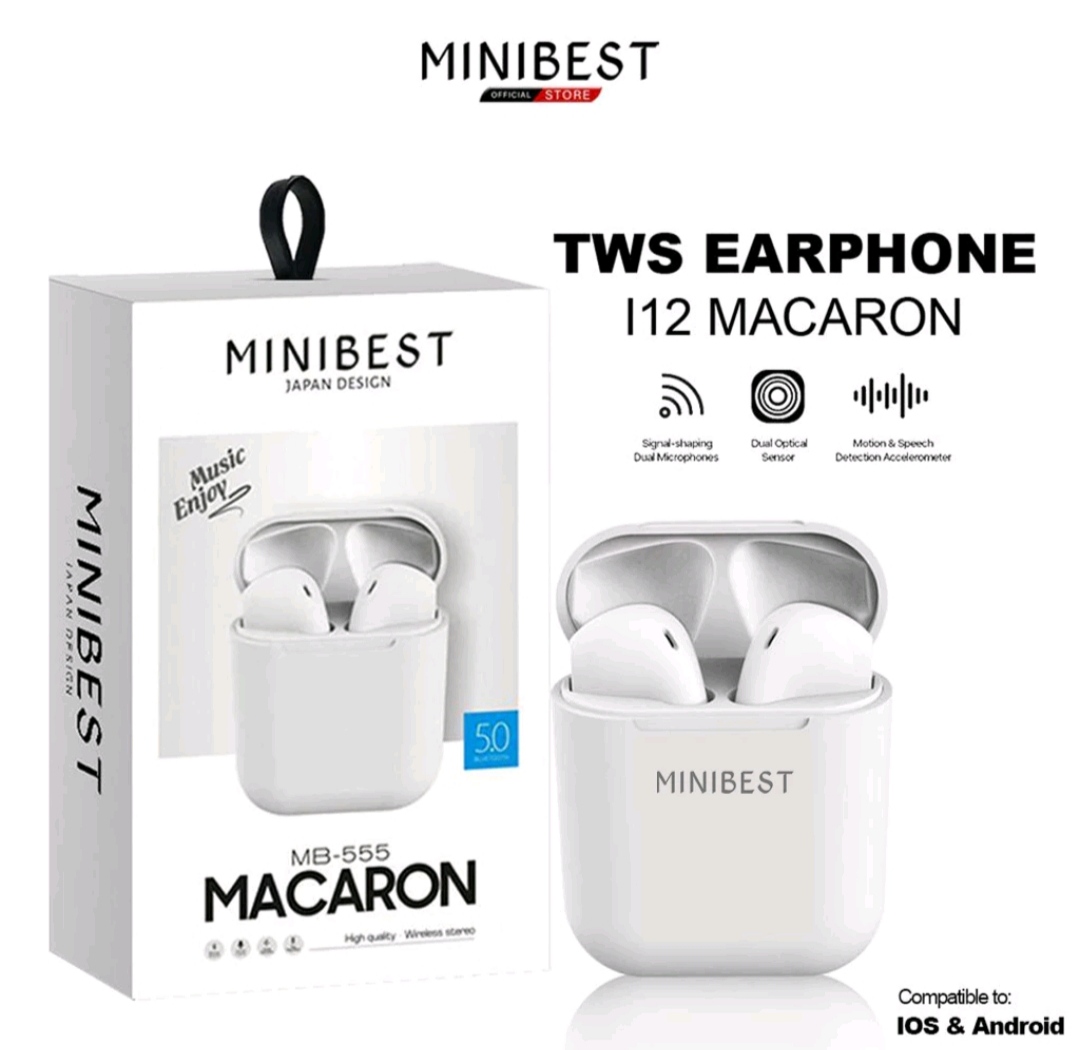 MINIBEST
OFFICIAL STORE
TWS EARPHONE
I12 MACARON
Signal-shaping
Dual Microphones
Dual Optical
Sensor
Motion & Speech
Detection Accelerometer
MINIBEST
JAPAN DESIGN
Music
Enjoy
5.0
BLUETOOTH
MB-555
MACARON
High quality · Wireless stereo
MINIBEST
JAPAN DESIGN
MINIBEST
Compatible to:
IOS & Android